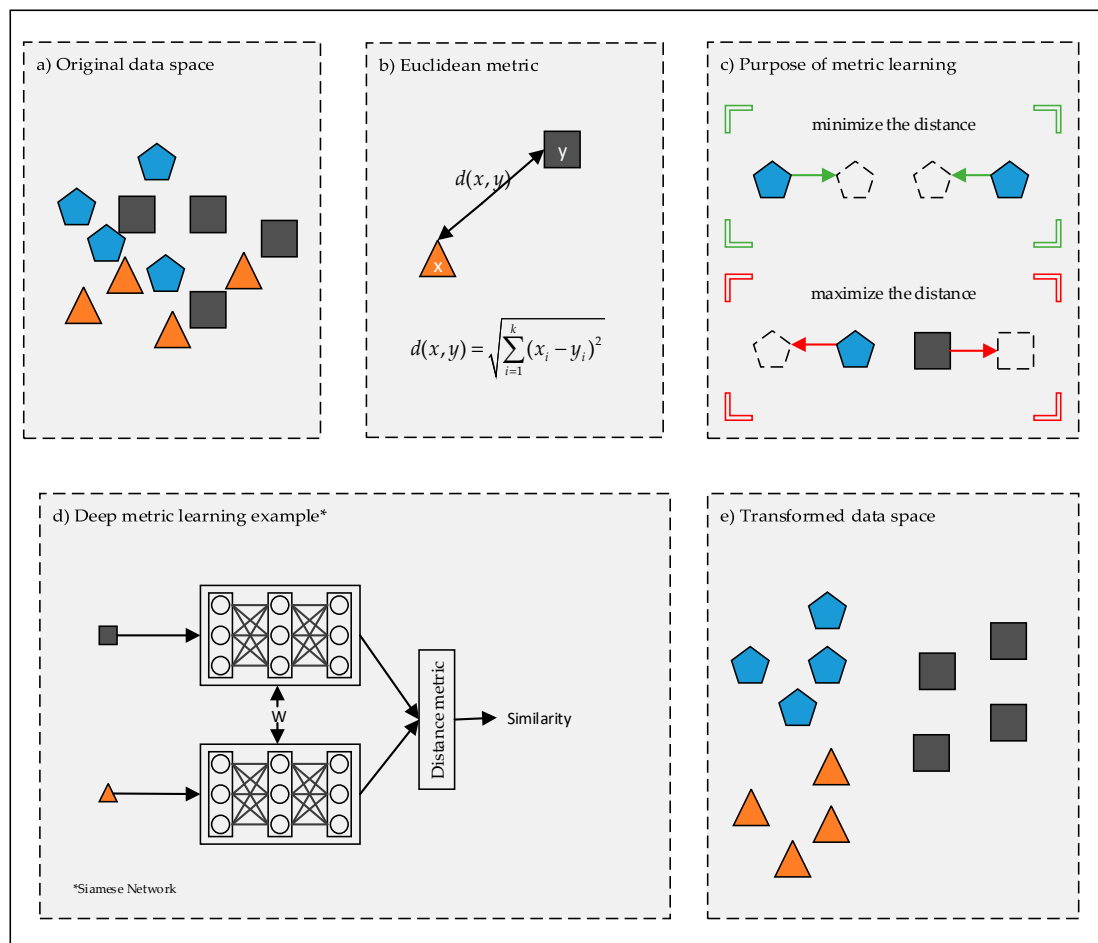 a) Original data space
b) Euclidean metric
y
d(x, y)
x
d(x, y) = √∑_{i=1}^{k} (x_i − y_i)^2
c) Purpose of metric learning
minimize the distance
maximize the distance
d) Deep metric learning example*
W
Distance metric
Similarity
*Siamese Network
e) Transformed data space